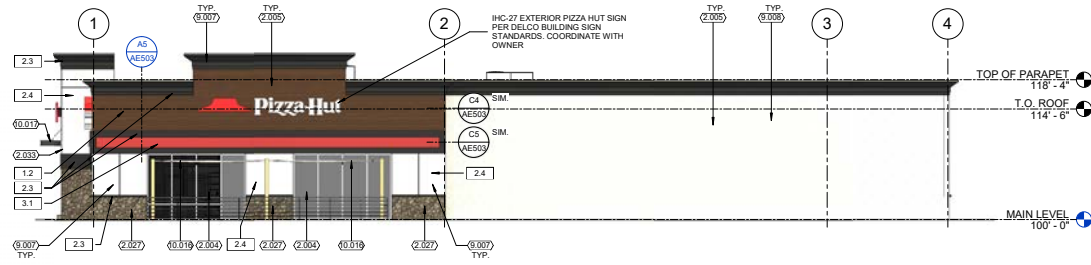 TYP.
9.007
TYP.
2.005
IHC-27 EXTERIOR PIZZA HUT SIGN
PER DELCO BUILDING SIGN
STANDARDS. COORDINATE WITH
OWNER
TYP.
2.005
TYP.
9.008
1
2
3
4
A5
AE503
2.3
2.4
10.017
2.033
1.2
2.3
3.1
Pizza Hut
C4
AE503
SIM.
C5
AE503
SIM.
2.4
TOP OF PARAPET
118' - 4"
T.O. ROOF
114' - 6"
MAIN LEVEL
100' - 0"
9.007
TYP.
2.3
2.027
10.016
2.004
2.4
2.027
2.004
10.016
2.027
9.007
TYP.